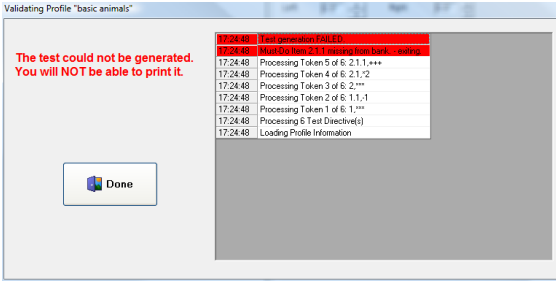 Validating Profile "basic animals"
The test could not be generated.
You will NOT be able to print it.
Done
17:24:48 Test generation FAILED...
17:24:48 Must-Do Item 2.1.1 missing from bank. - exiting.
17:24:48 Processing Token 5 of 6: 2.1.1,+++
17:24:48 Processing Token 4 of 6: 2.1,*2
17:24:48 Processing Token 3 of 6: 2,***
17:24:48 Processing Token 2 of 6: 1.1,-1
17:24:48 Processing Token 1 of 6: 1,***
17:24:48 Processing 6 Test Directive(s)
17:24:48 Loading Profile Information